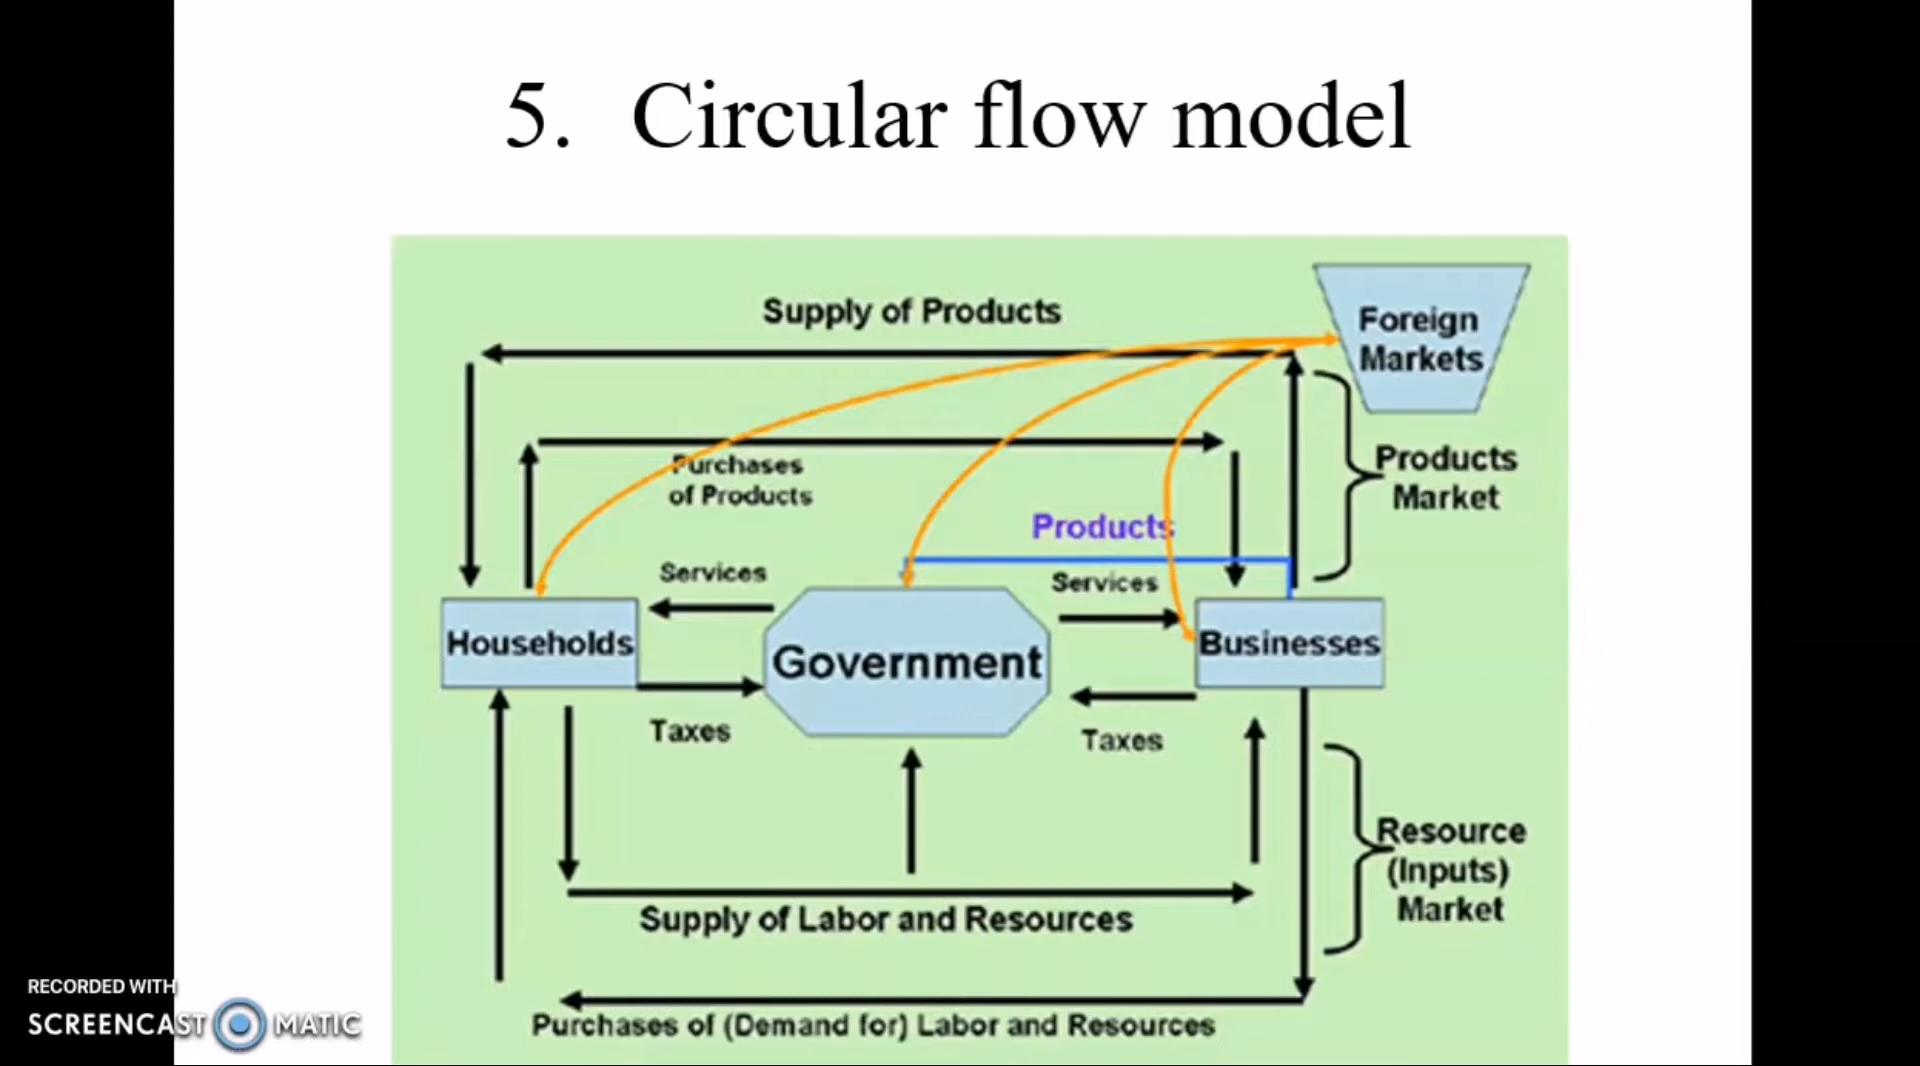 5. Circular flow model
Supply of Products
Foreign
Markets
Purchases
of Products
Products
Market
Products
Services
Services
Households
Government
Businesses
Taxes
Taxes
Resource
(Inputs)
Market
Supply of Labor and Resources
Purchases of (Demand for) Labor and Resources
RECORDED WITH
SCREENCAST MATIC